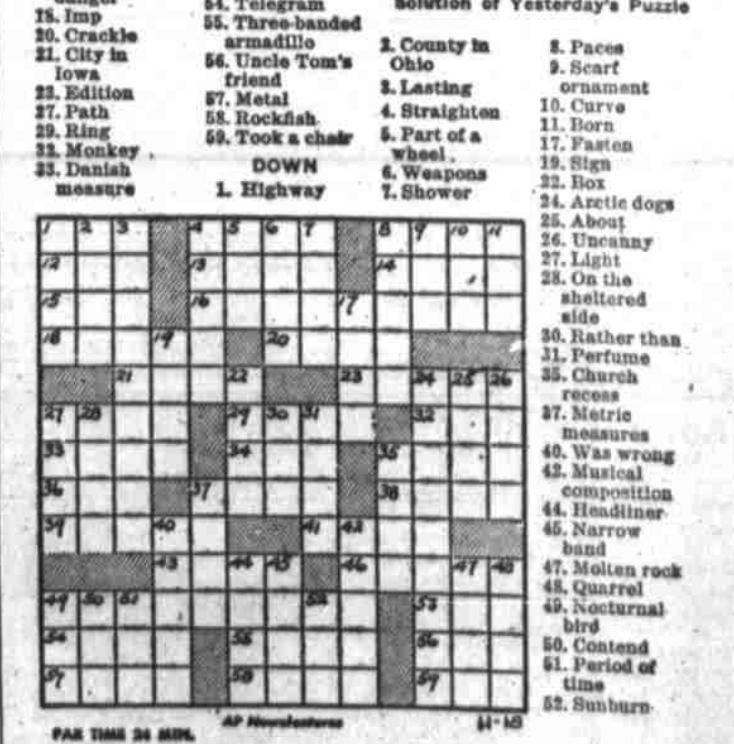 danger
18. Imp
20. Crackle
21. City in
Iowa
23. Edition
27. Path
29. Ring
32. Monkey
33. Danish
measure
54. Telegram
55. Three-banded
armadillo
56. Uncle Tom's
friend
57. Metal
58. Rockfish
59. Took a chair
DOWN
1. Highway
Solution of Yesterday's Puzzle
2. County in
Ohio
3. Lasting
4. Straighten
5. Part of a
wheel
6. Weapons
7. Shower
8. Paces
9. Scarf
ornament
10. Curve
11. Born
17. Fasten
19. Sign
22. Box
24. Arctic dogs
25. About
26. Uncanny
27. Light
28. On the
sheltered
side
30. Rather than
31. Perfume
35. Church
recess
37. Metric
measures
40. Was wrong
42. Musical
composition
44. Headliner
45. Narrow
band
47. Molten rock
48. Quarrel
49. Nocturnal
bird
50. Contend
51. Period of
time
52. Sunburn
1 2 3 4 5 6 7 8 9 10 11
12 13 14
15 16 17
18 19 20
21 22 23 24 25 26
27 28 29 30 31 32
33 34 35
36 37 38
39 40 41 42
43 44 45 46 47 48
49 50 51 52 53
54 55 56
57 58 59
PAR TIME 24 MIN.
AP Newsfeatures
11-18